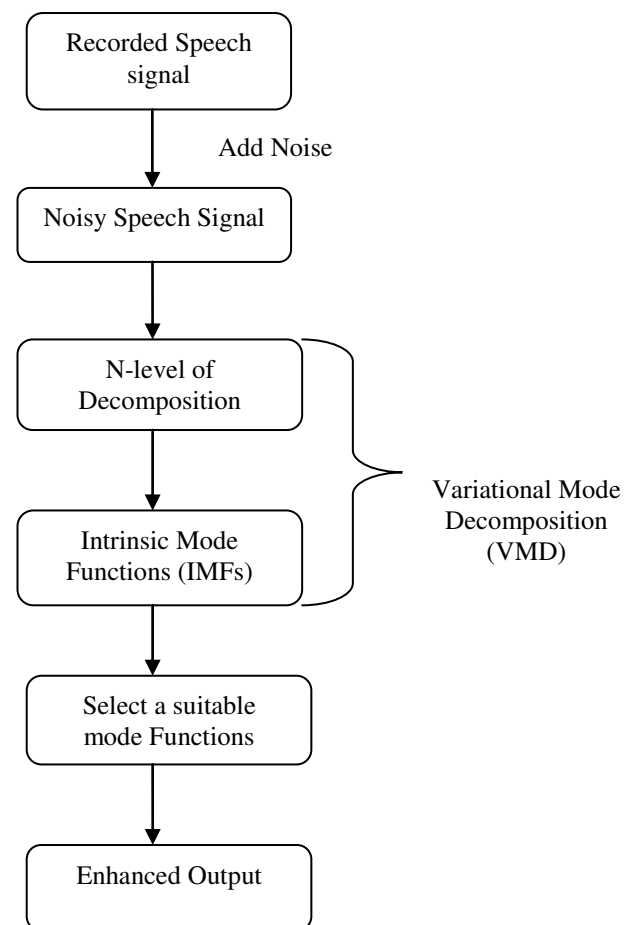 Recorded Speech
signal
Add Noise
Noisy Speech Signal
N-level of
Decomposition
Variational Mode
Decomposition
(VMD)
Intrinsic Mode
Functions (IMFs)
Select a suitable
mode Functions
Enhanced Output